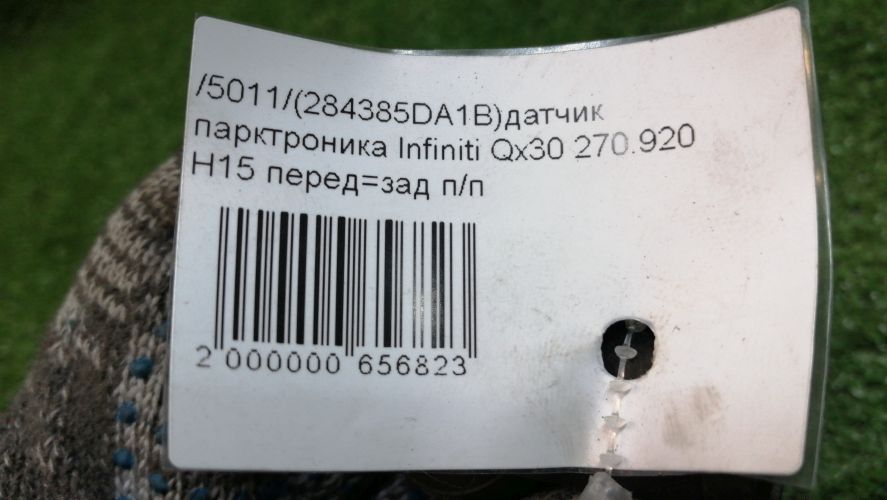 /5011/(284385DA1B)датчик
парктроника Infiniti Qx30 270.920
H15 перед=зад п/п
2 000000 656823